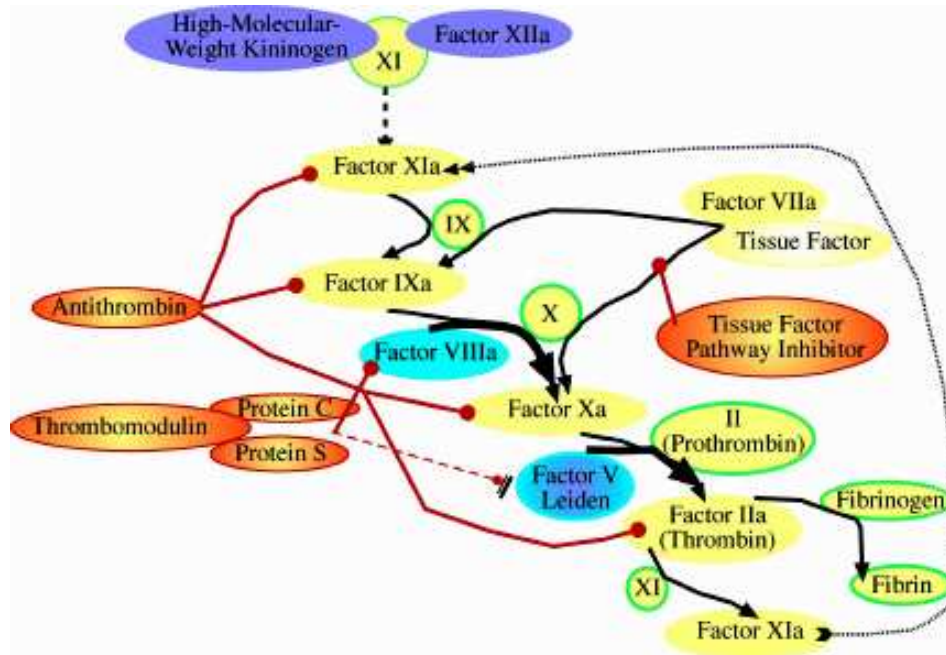 High-Molecular-
Weight Kininogen
Factor XIIa
XI
Factor XIa
Factor VIIa
IX
Tissue Factor
Factor IXa
Antithrombin
X
Tissue Factor
Pathway Inhibitor
Factor VIIIa
Factor Xa
Protein C
Thrombomodulin
Protein S
II
(Prothrombin)
Factor V
Leiden
Fibrinogen
Factor IIa
(Thrombin)
XI
Fibrin
Factor XIa